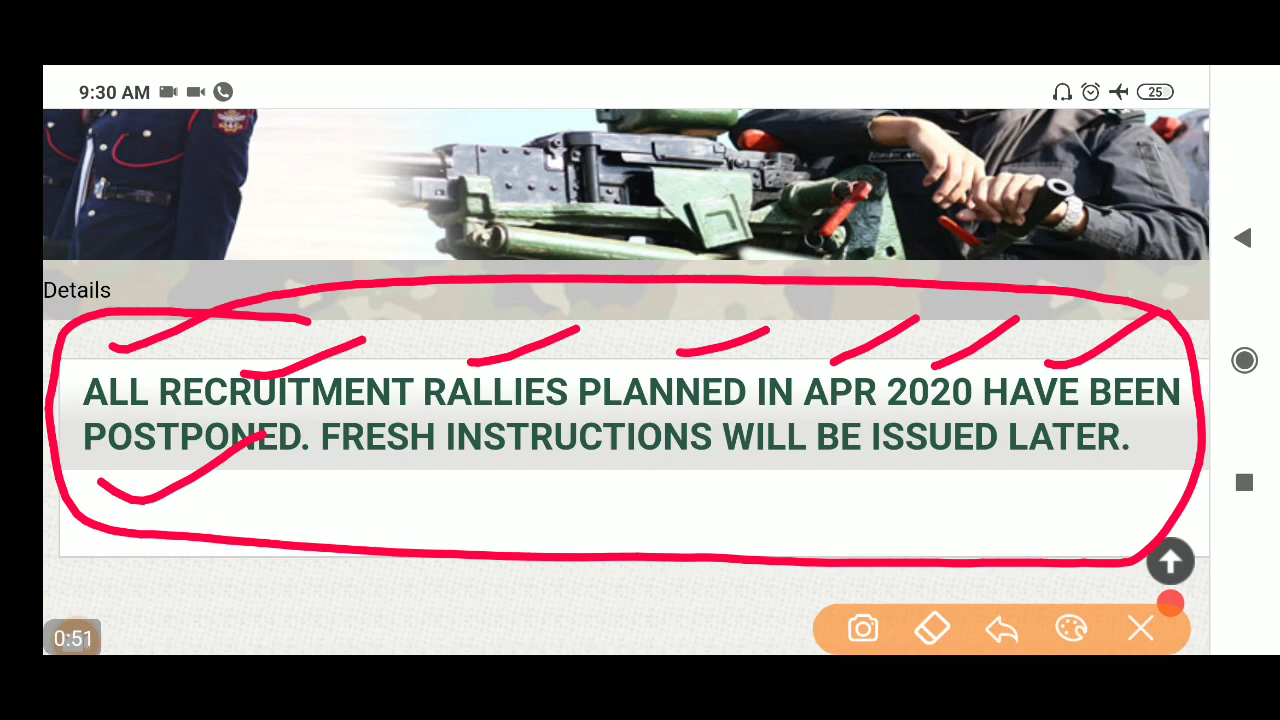 9:30 AM
25
Details
ALL RECRUITMENT RALLIES PLANNED IN APR 2020 HAVE BEEN
POSTPONED. FRESH INSTRUCTIONS WILL BE ISSUED LATER.
0:51